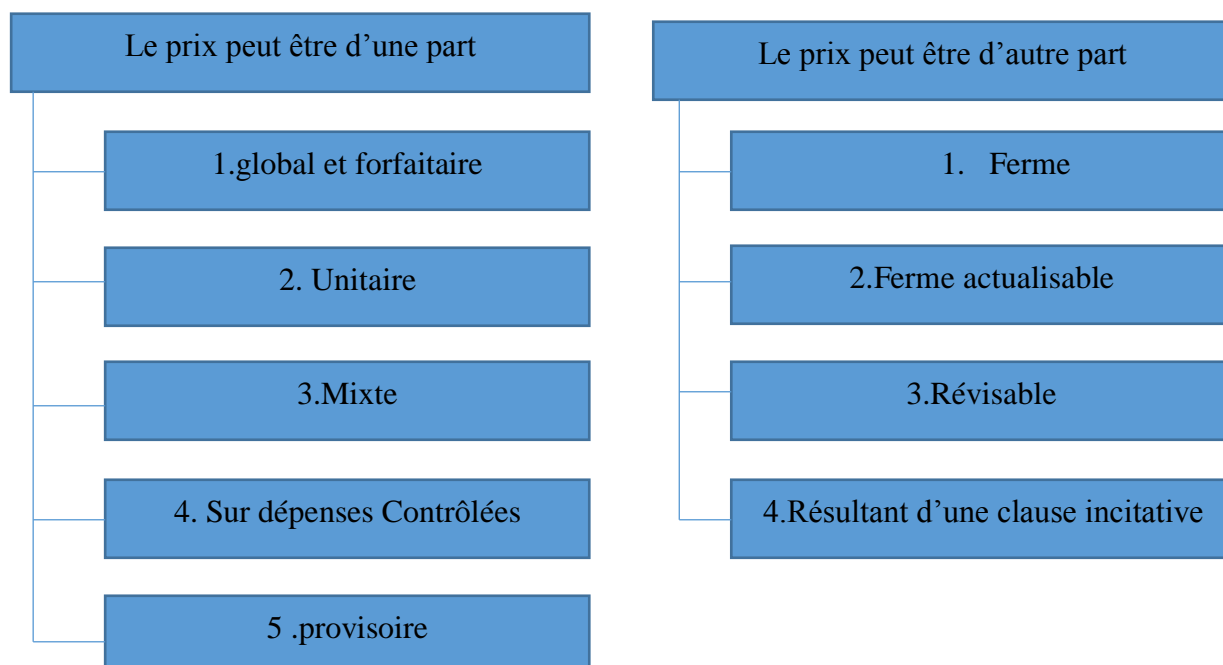 Le prix peut être d’une part
1.global et forfaitaire
2. Unitaire
3.Mixte
4. Sur dépenses Contrôlées
5 .provisoire
Le prix peut être d’autre part
1. Ferme
2.Ferme actualisable
3.Révisable
4.Résultant d’une clause incitative